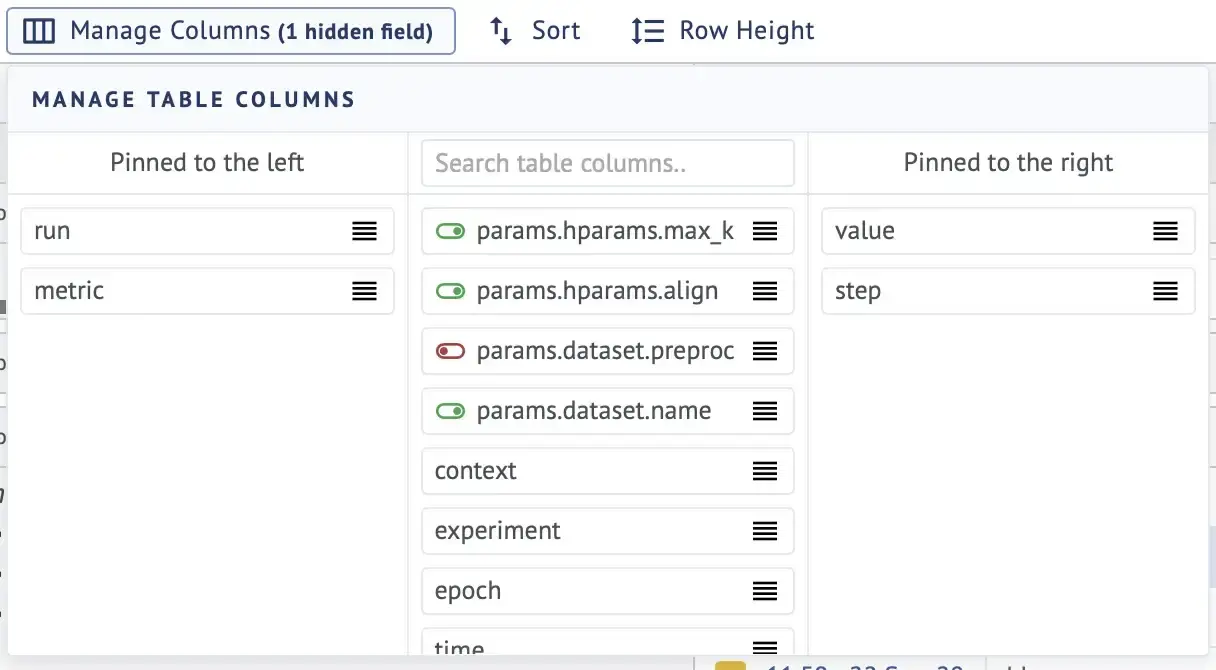 Manage Columns (1 hidden field) Sort Row Height
MANAGE TABLE COLUMNS
Pinned to the left
Search table columns..
Pinned to the right
run
metric
params.hparams.max_k
params.hparams.align
params.dataset.preproc
params.dataset.name
context
experiment
epoch
time
value
step